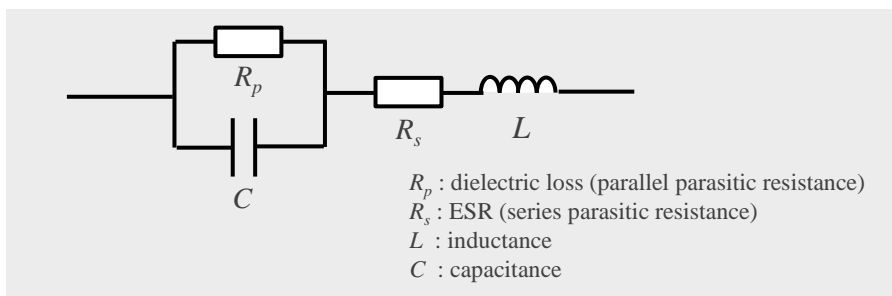 Rp
Rs
L
C
Rp : dielectric loss (parallel parasitic resistance)
Rs : ESR (series parasitic resistance)
L : inductance
C : capacitance